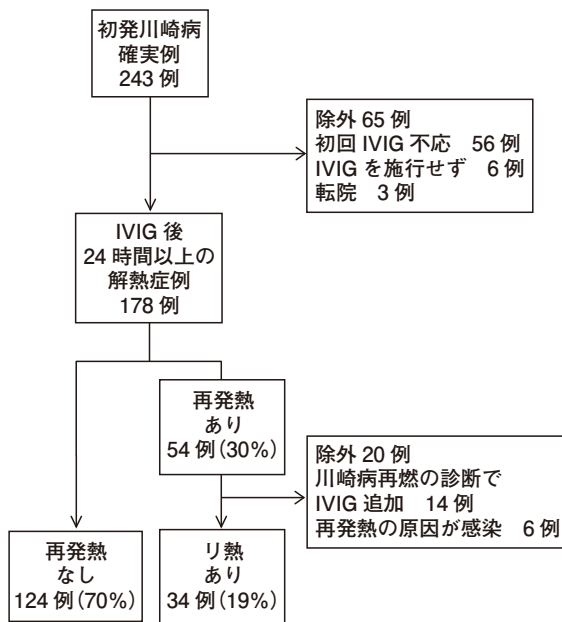 初発川崎病
確実例
243 例
除外 65 例
初回 IVIG 不応 56 例
IVIG を施行せず 6 例
転院 3 例
IVIG 後
24 時間以上の
解熱症例
178 例
再発熱
あり
54 例(30%)
除外 20 例
川崎病再燃の診断で
IVIG 追加 14 例
再発熱の原因が感染 6 例
再発熱
なし
124 例(70%)
リ熱
あり
34 例(19%)